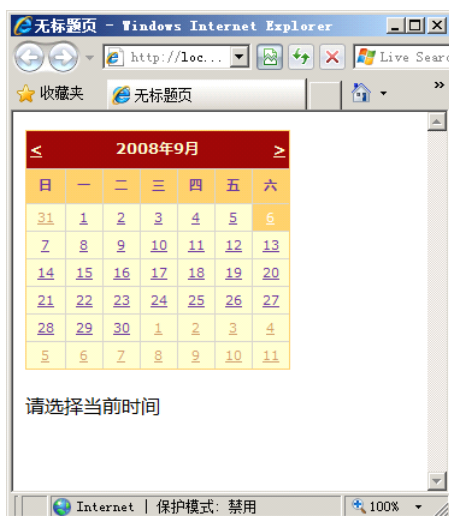 无标题页 - Windows Internet Explorer
http://loc...
Live Searc
收藏夹
无标题页
»
< 2008年9月 >
日 一 二 三 四 五 六
31 1 2 3 4 5 6
7 8 9 10 11 12 13
14 15 16 17 18 19 20
21 22 23 24 25 26 27
28 29 30 1 2 3 4
5 6 7 8 9 10 11
请选择当前时间
Internet | 保护模式: 禁用
100%